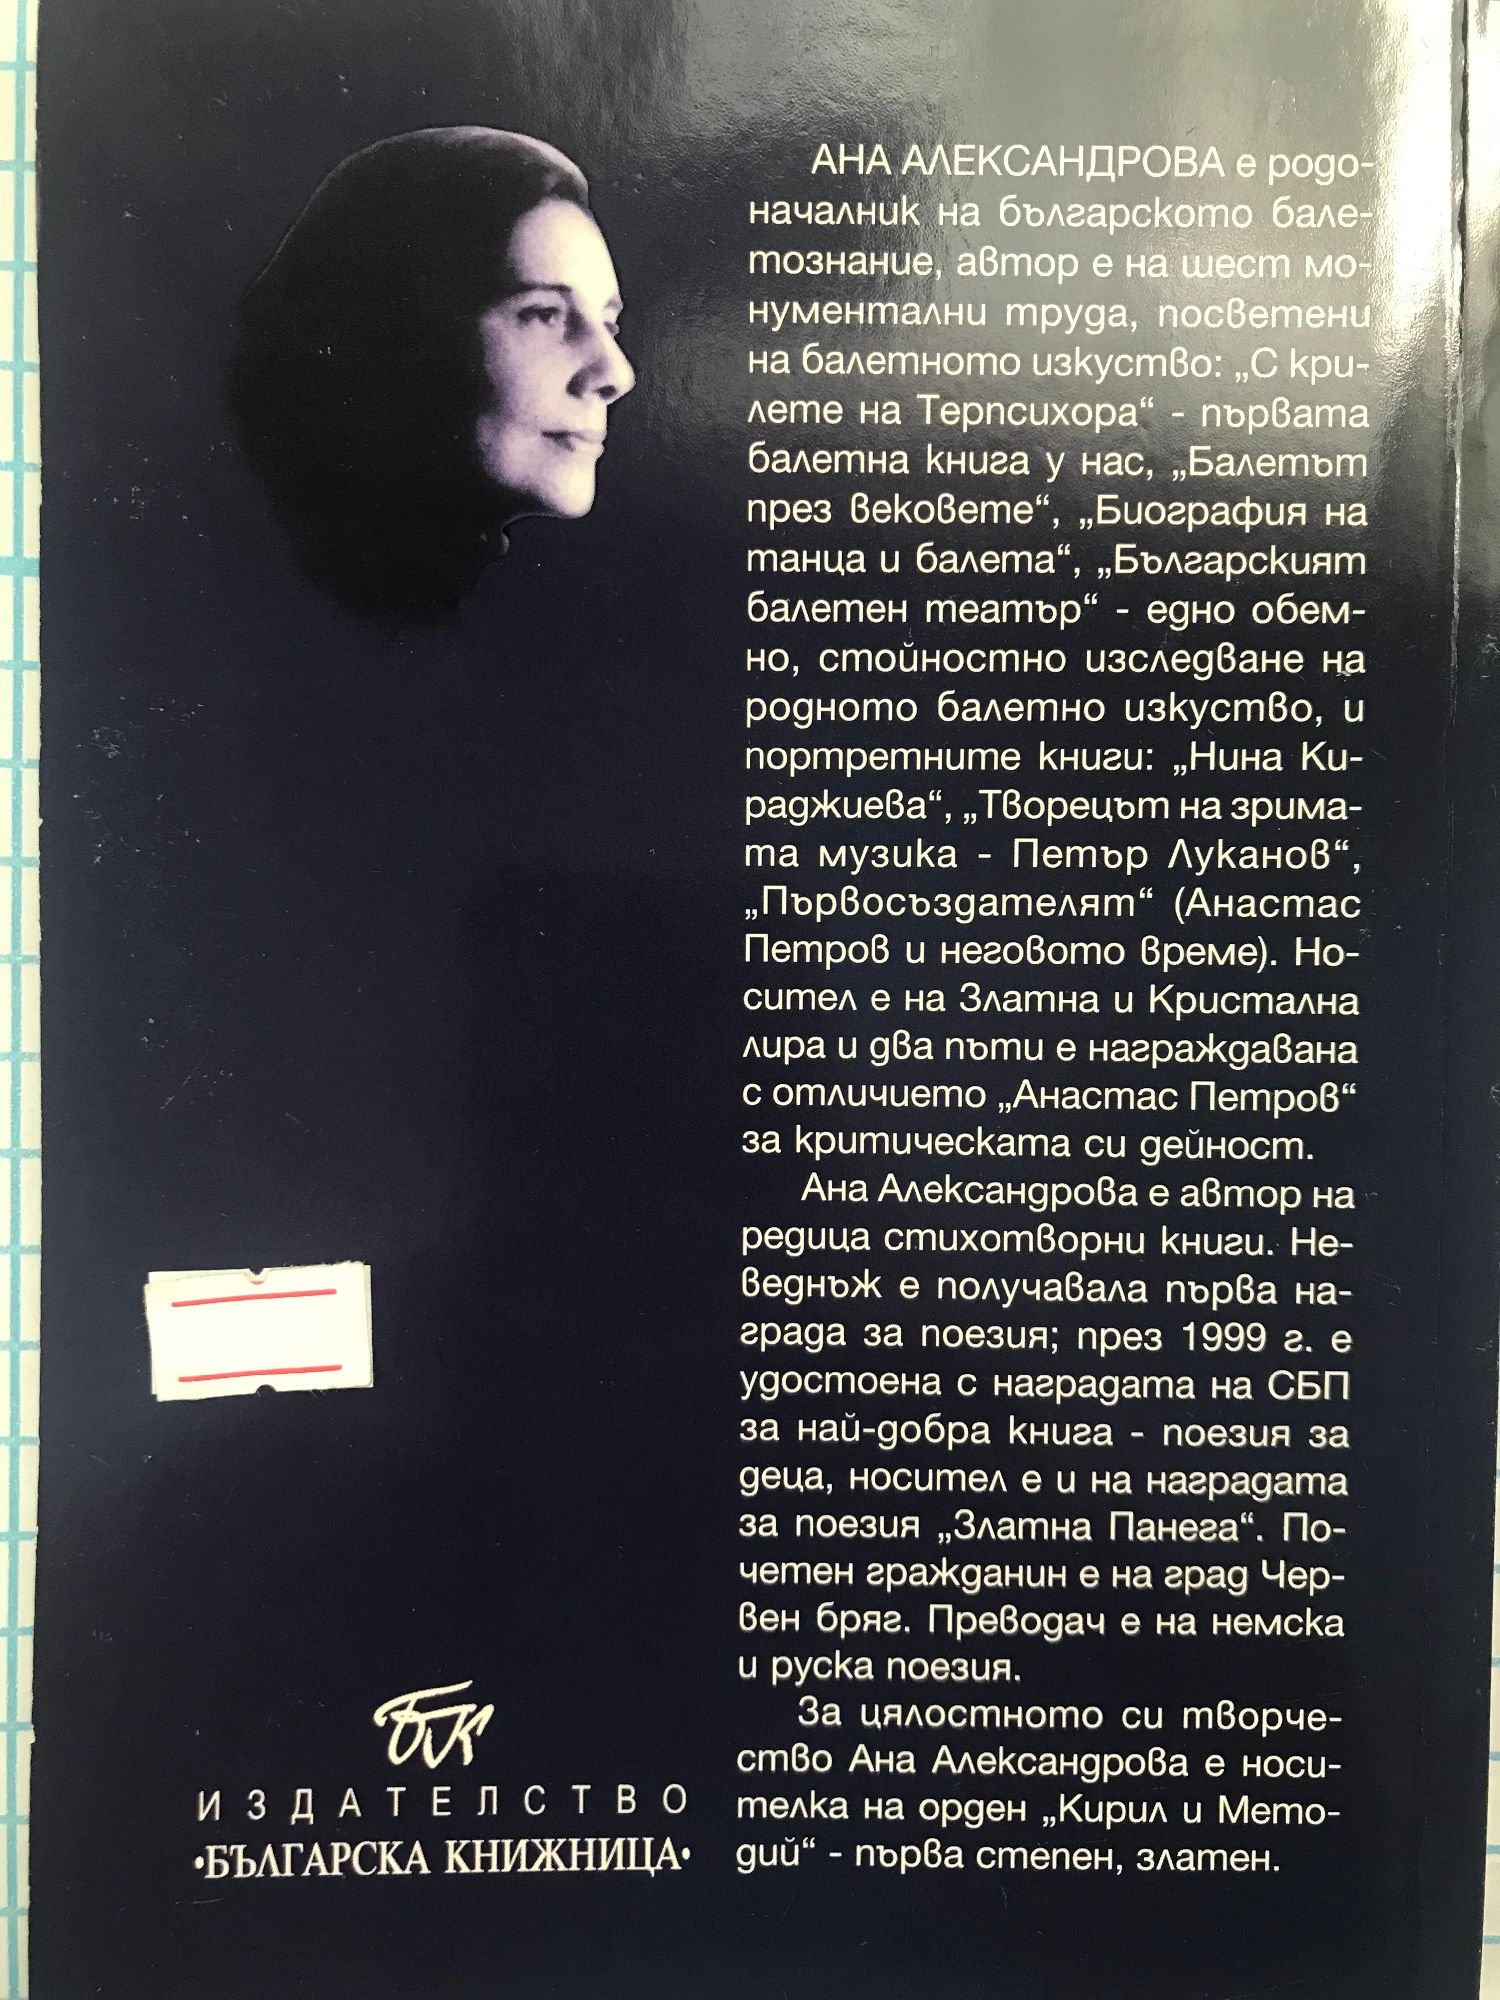 АНА АЛЕКСАНДРОВА е родо-
началник на българското бале-
тознание, автор е на шест мо-
нументални труда, посветени
на балетното изкуство: „С кри-
лете на Терпсихора“ - първата
балетна книга у нас, „Балетът
през вековете“, „Биография на
танца и балета“, „Българският
балетен театър“ - едно обем-
но, стойностно изследване на
родното балетно изкуство, и
портретните книги: „Нина Ки-
раджиева“, „Творецът на зрима-
та музика - Петър Луканов“,
„Първосъздателят“ (Анастас
Петров и неговото време). Но-
сител е на Златна и Кристална
лира и два пъти е награждавана
с отличието „Анастас Петров“
за критическата си дейност.
Ана Александрова е автор на
редица стихотворни книги. Не-
веднъж е получавала първа на-
града за поезия; през 1999 г. е
удостоена с наградата на СБП
за най-добра книга - поезия за
деца, носител е и на наградата
за поезия „Златна Панега“. По-
четен гражданин е на град Чер-
вен бряг. Преводач е на немска
и руска поезия.
За цялостното си творче-
ство Ана Александрова е носи-
телка на орден „Кирил и Мето-
дий“ - първа степен, златен.
БК
ИЗДАТЕЛСТВО
•БЪЛГАРСКА КНИЖНИЦА•